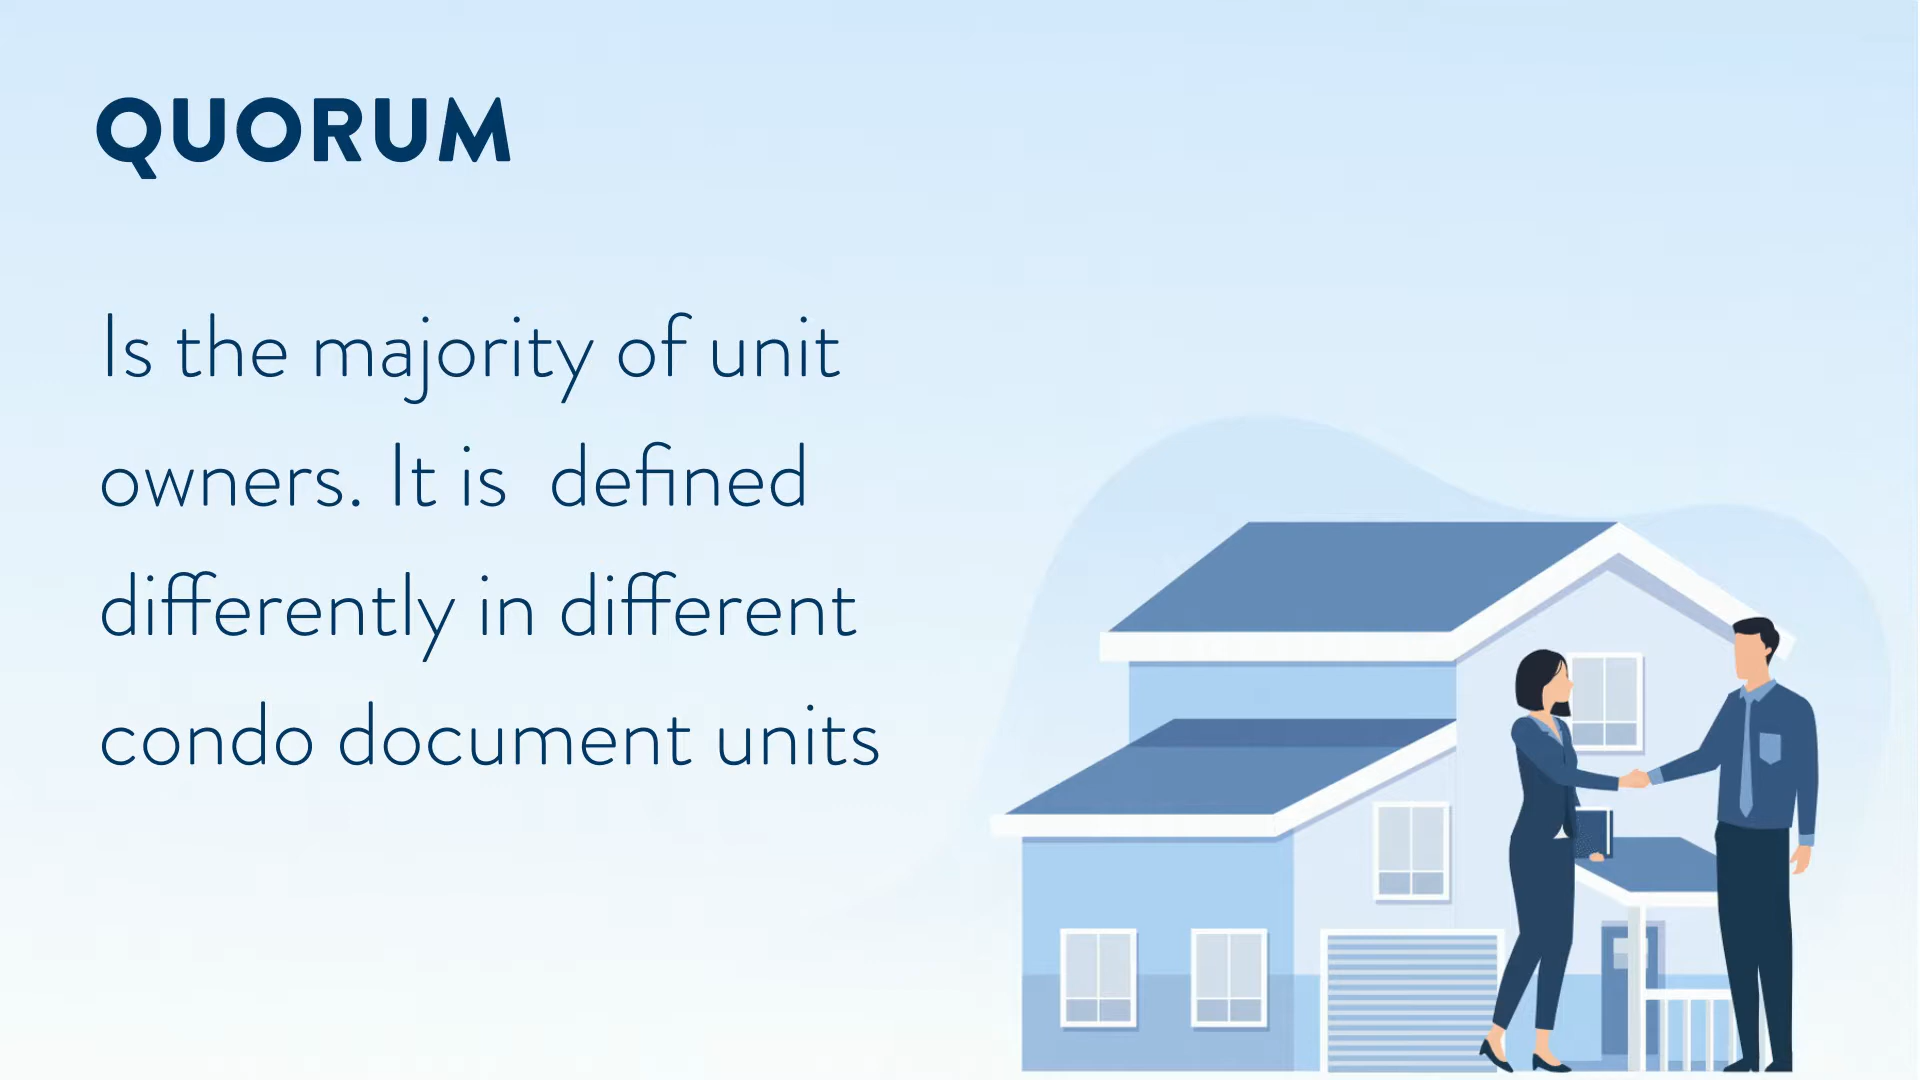 QUORUM
Is the majority of unit
owners. It is  defined
differently in different
condo document units